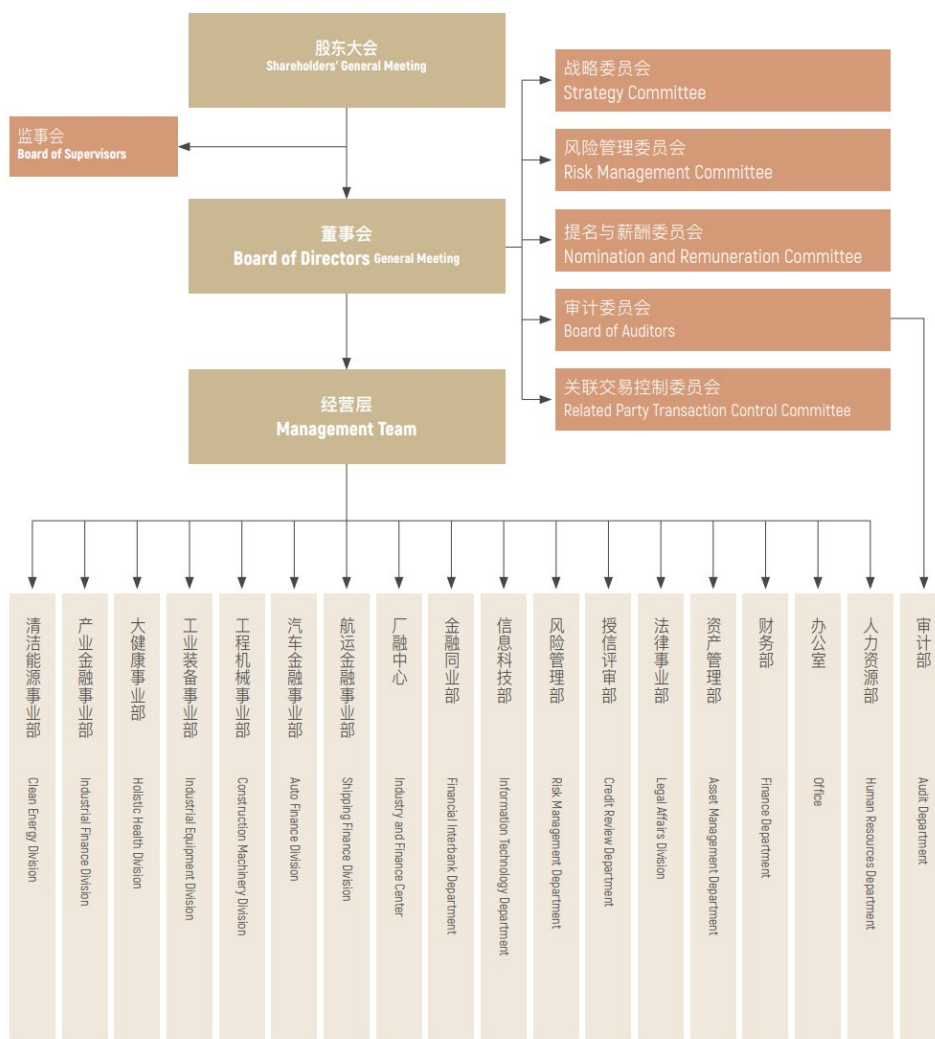 股东大会
Shareholders' General Meeting
监事会
Board of Supervisors
董事会
Board of Directors General Meeting
经营层
Management Team
战略委员会
Strategy Committee
风险管理委员会
Risk Management Committee
提名与薪酬委员会
Nomination and Remuneration Committee
审计委员会
Board of Auditors
关联交易控制委员会
Related Party Transaction Control Committee
清洁能源事业部
Clean Energy Division
产业金融事业部
Industrial Finance Division
大健康事业部
Holistic Health Division
工业装备事业部
Industrial Equipment Division
工程机械事业部
Construction Machinery Division
汽车金融事业部
Auto Finance Division
航运金融事业部
Shipping Finance Division
厂融中心
Industry and Finance Center
金融同业部
Financial Interbank Department
信息科技部
Information Technology Department
风险管理部
Risk Management Department
授信评审部
Credit Review Department
法律事业部
Legal Affairs Division
资产管理部
Asset Management Department
财务部
Finance Department
办公室
Office
人力资源部
Human Resources Department
审计部
Audit Department